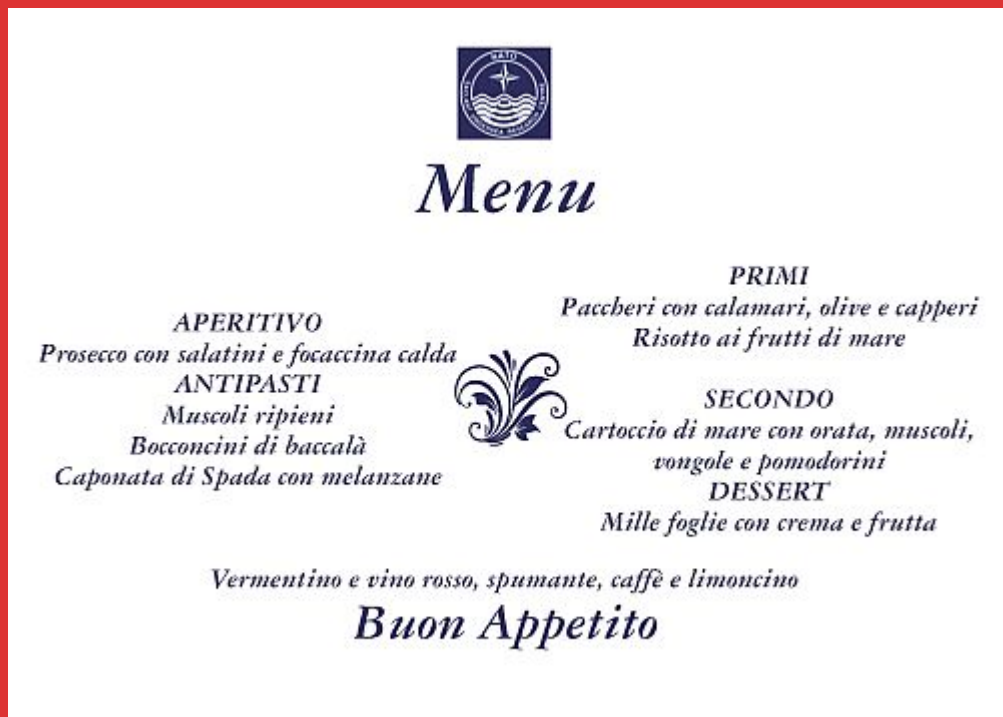 NATO
Menu
APERITIVO
Prosecco con salatini e focaccina calda
ANTIPASTI
Muscoli ripieni
Bocconcini di baccalà
Caponata di Spada con melanzane
PRIMI
Paccheri con calamari, olive e capperi
Risotto ai frutti di mare
SECONDO
Cartoccio di mare con orata, muscoli,
vongole e pomodorini
DESSERT
Mille foglie con crema e frutta
Vermentino e vino rosso, spumante, caffè e limoncino
Buon Appetito